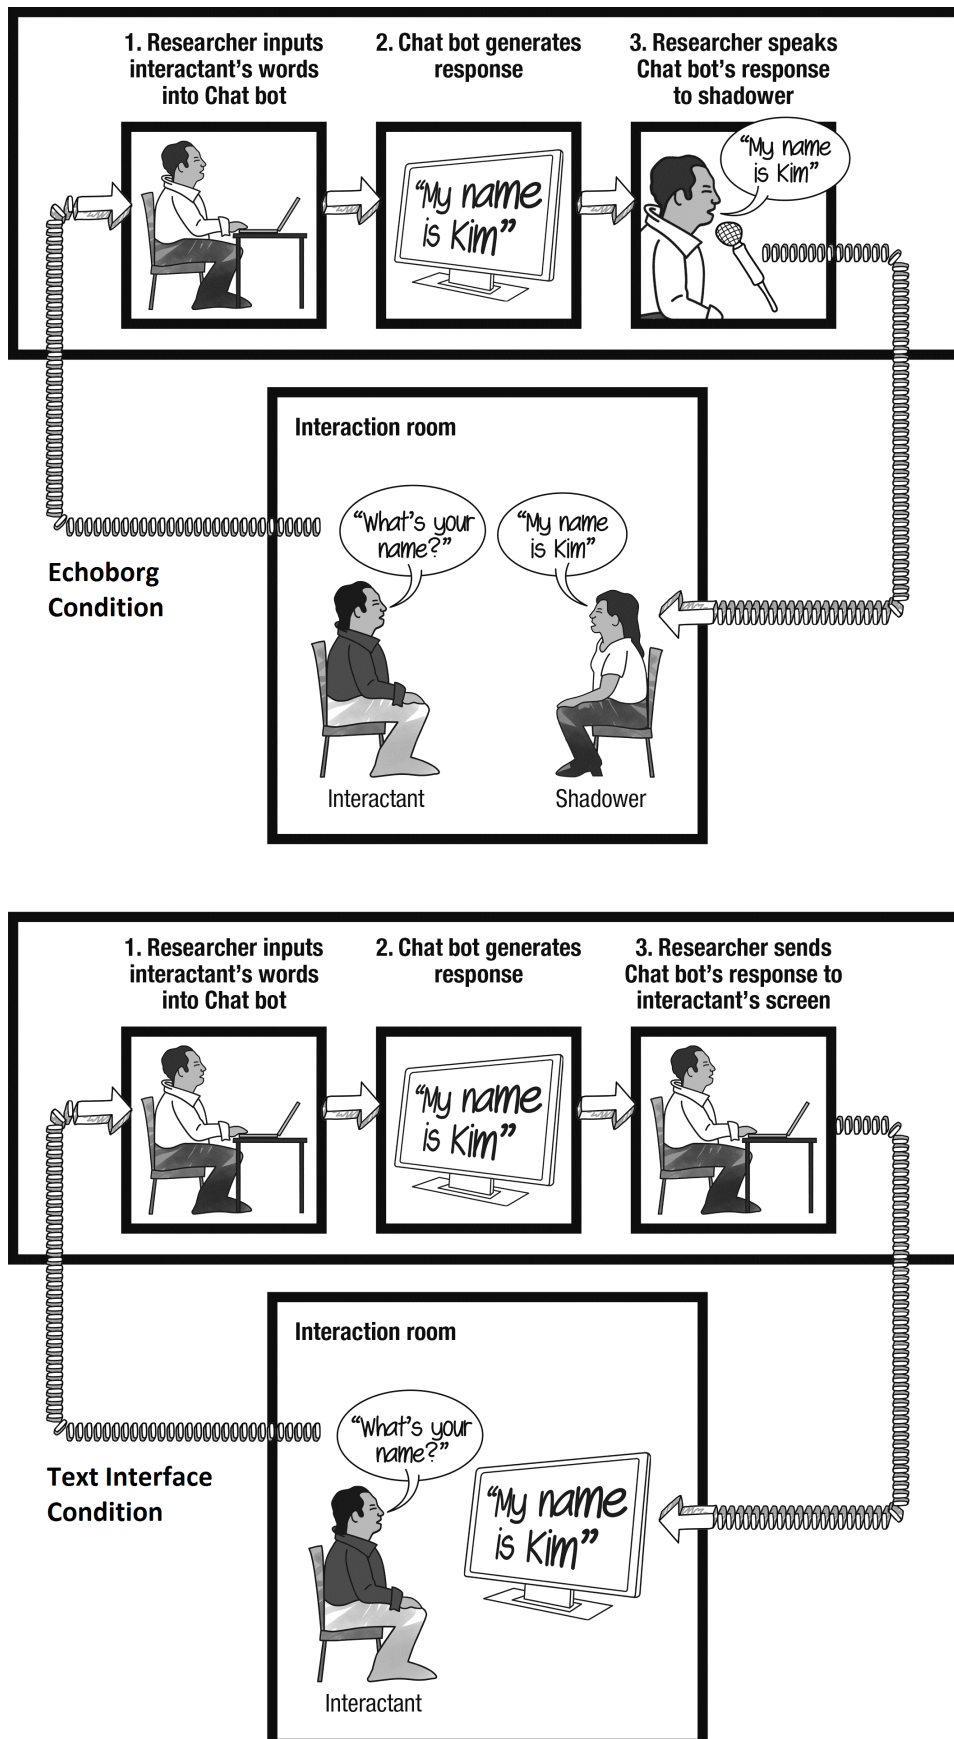 1. Researcher inputs
interactant's words
into Chat bot
2. Chat bot generates
response
3. Researcher speaks
Chat bot's response
to shadower
“My name
is Kim”
“My name
is Kim”
Interaction room
“What's your
name?”
“My name
is Kim”
Echoborg
Condition
Interactant
Shadower
1. Researcher inputs
interactant's words
into Chat bot
2. Chat bot generates
response
3. Researcher sends
Chat bot's response to
interactant's screen
“My name
is Kim”
Interaction room
“What's your
name?”
“My name
is Kim”
Text Interface
Condition
Interactant